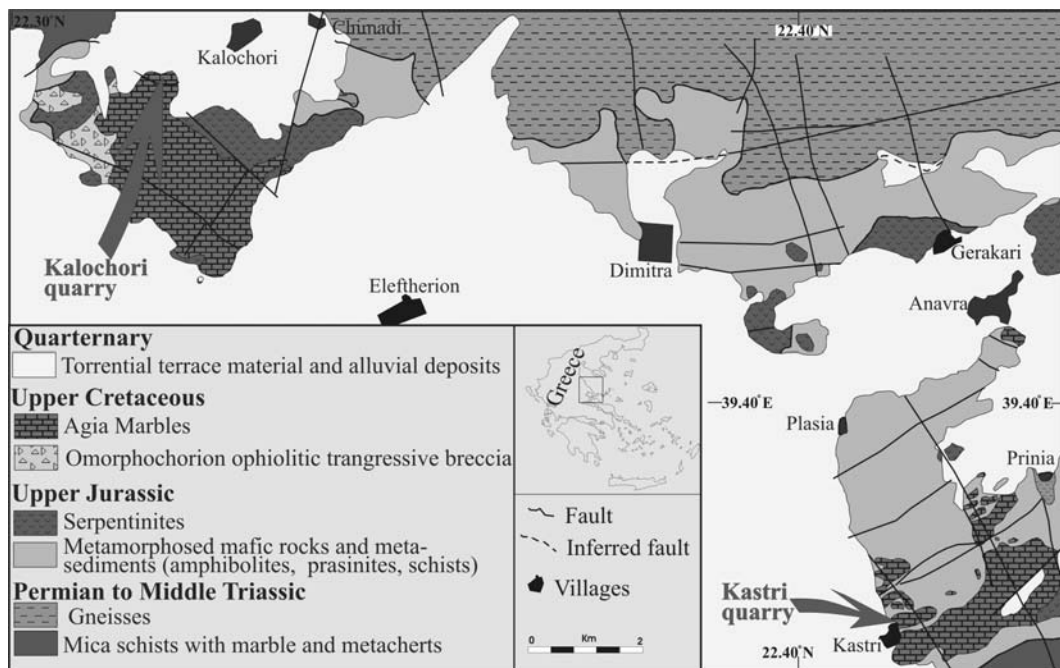 22.30°N
Chimadi
Kalochori
22.40°N
Kalochori
quarry
Dimitra
Gerakari
Eleftherion
Anavra
Quarternary
Torrential terrace material and alluvial deposits
Upper Cretaceous
Agia Marbles
Omorphochorion ophiolitic trangressive breccia
Upper Jurassic
Serpentinites
Metamorphosed mafic rocks and meta-
sediments (amphibolites, prasinites, schists)
Permian to Middle Triassic
Gneisses
Mica schists with marble and metacherts
Greece
Fault
Inferred fault
Villages
Km
0 2
39.40°E
39.40°E
Plasia
Prinia
Kastri
quarry
Kastri
22.40°N